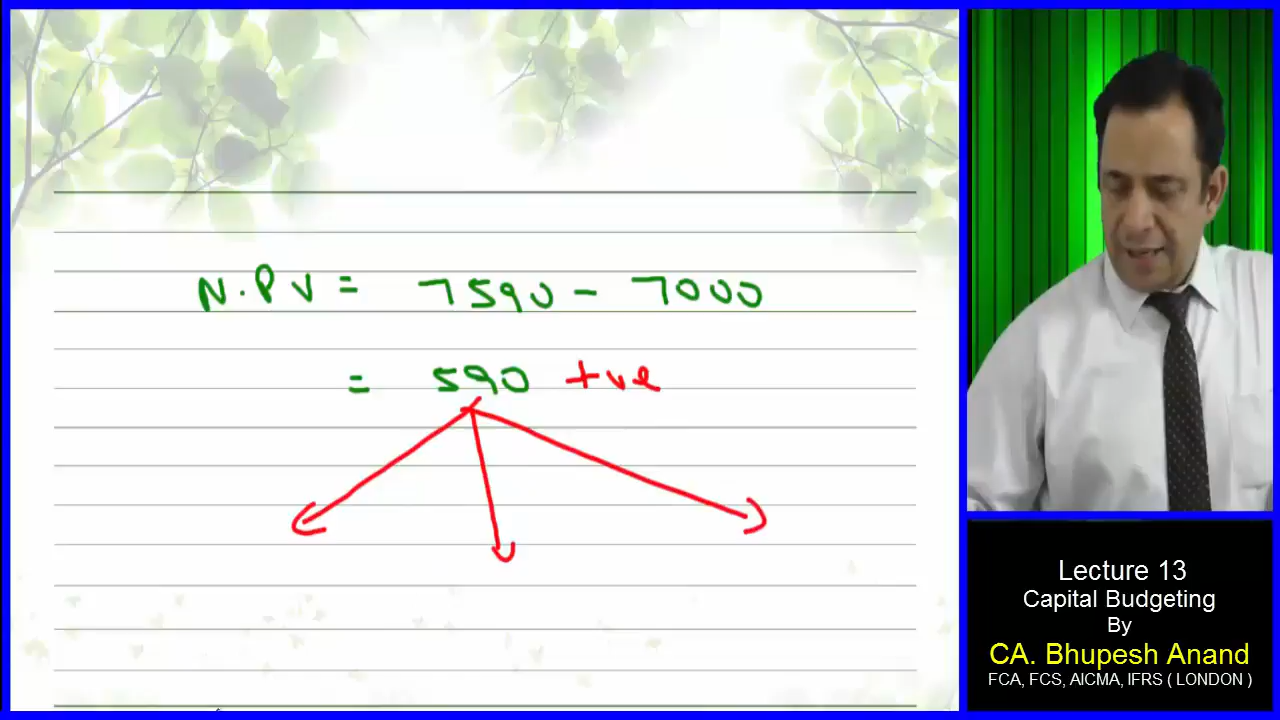 N.PV = 7590 - 7000
= 590 +ve
Lecture 13
Capital Budgeting
By
CA. Bhupesh Anand
FCA, FCS, AICMA, IFRS ( LONDON )